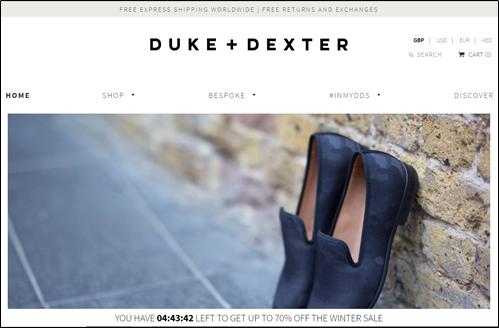 FREE EXPRESS SHIPPING WORLDWIDE | FREE RETURNS AND EXCHANGES
DUKE + DEXTER
GBP | USD | EUR | AED
SEARCH CART (0)
HOME SHOP BESPOKE #INMYDDS DISCOVER
YOU HAVE 04:43:42 LEFT TO GET UP TO 70% OFF THE WINTER SALE